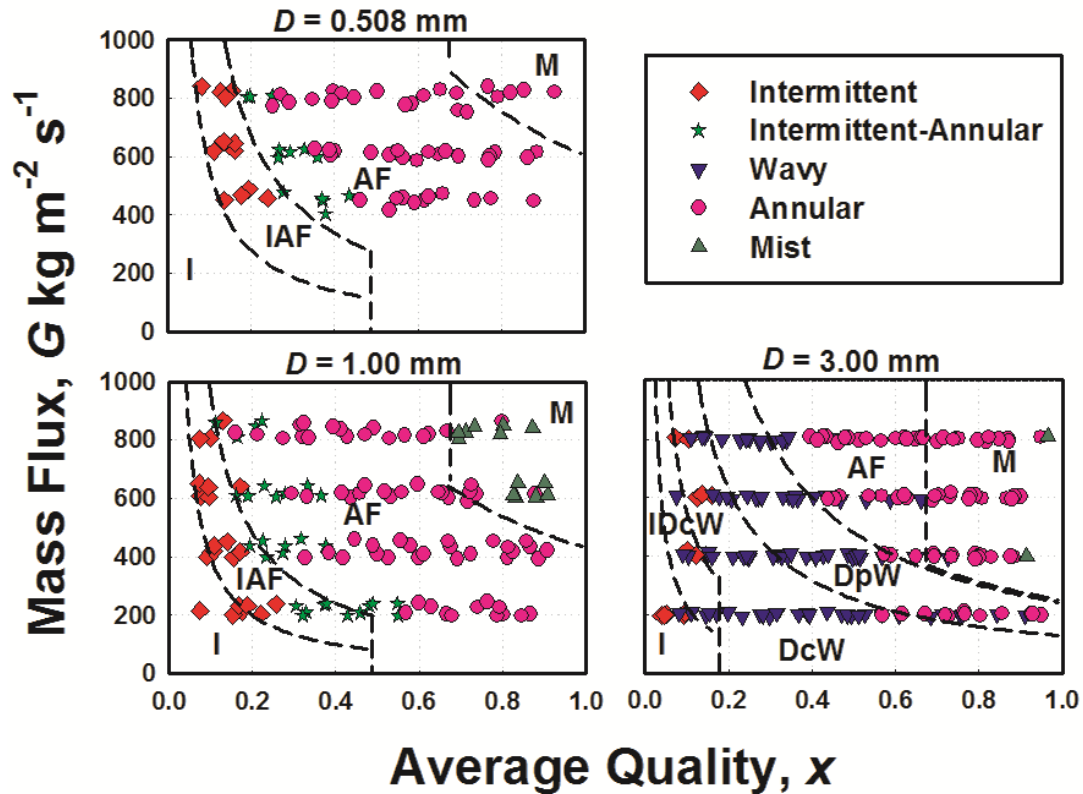 D = 0.508 mm
1000
800
600
400
200
0
M
AF
IAF
I
Intermittent
Intermittent-Annular
Wavy
Annular
Mist
Mass Flux, G kg m⁻² s⁻¹
D = 1.00 mm
1000
800
600
400
200
0
M
AF
IAF
I
0.0 0.2 0.4 0.6 0.8 1.0
D = 3.00 mm
AF
M
IDcW
DpW
I
DcW
0.0 0.2 0.4 0.6 0.8 1.0
Average Quality, x